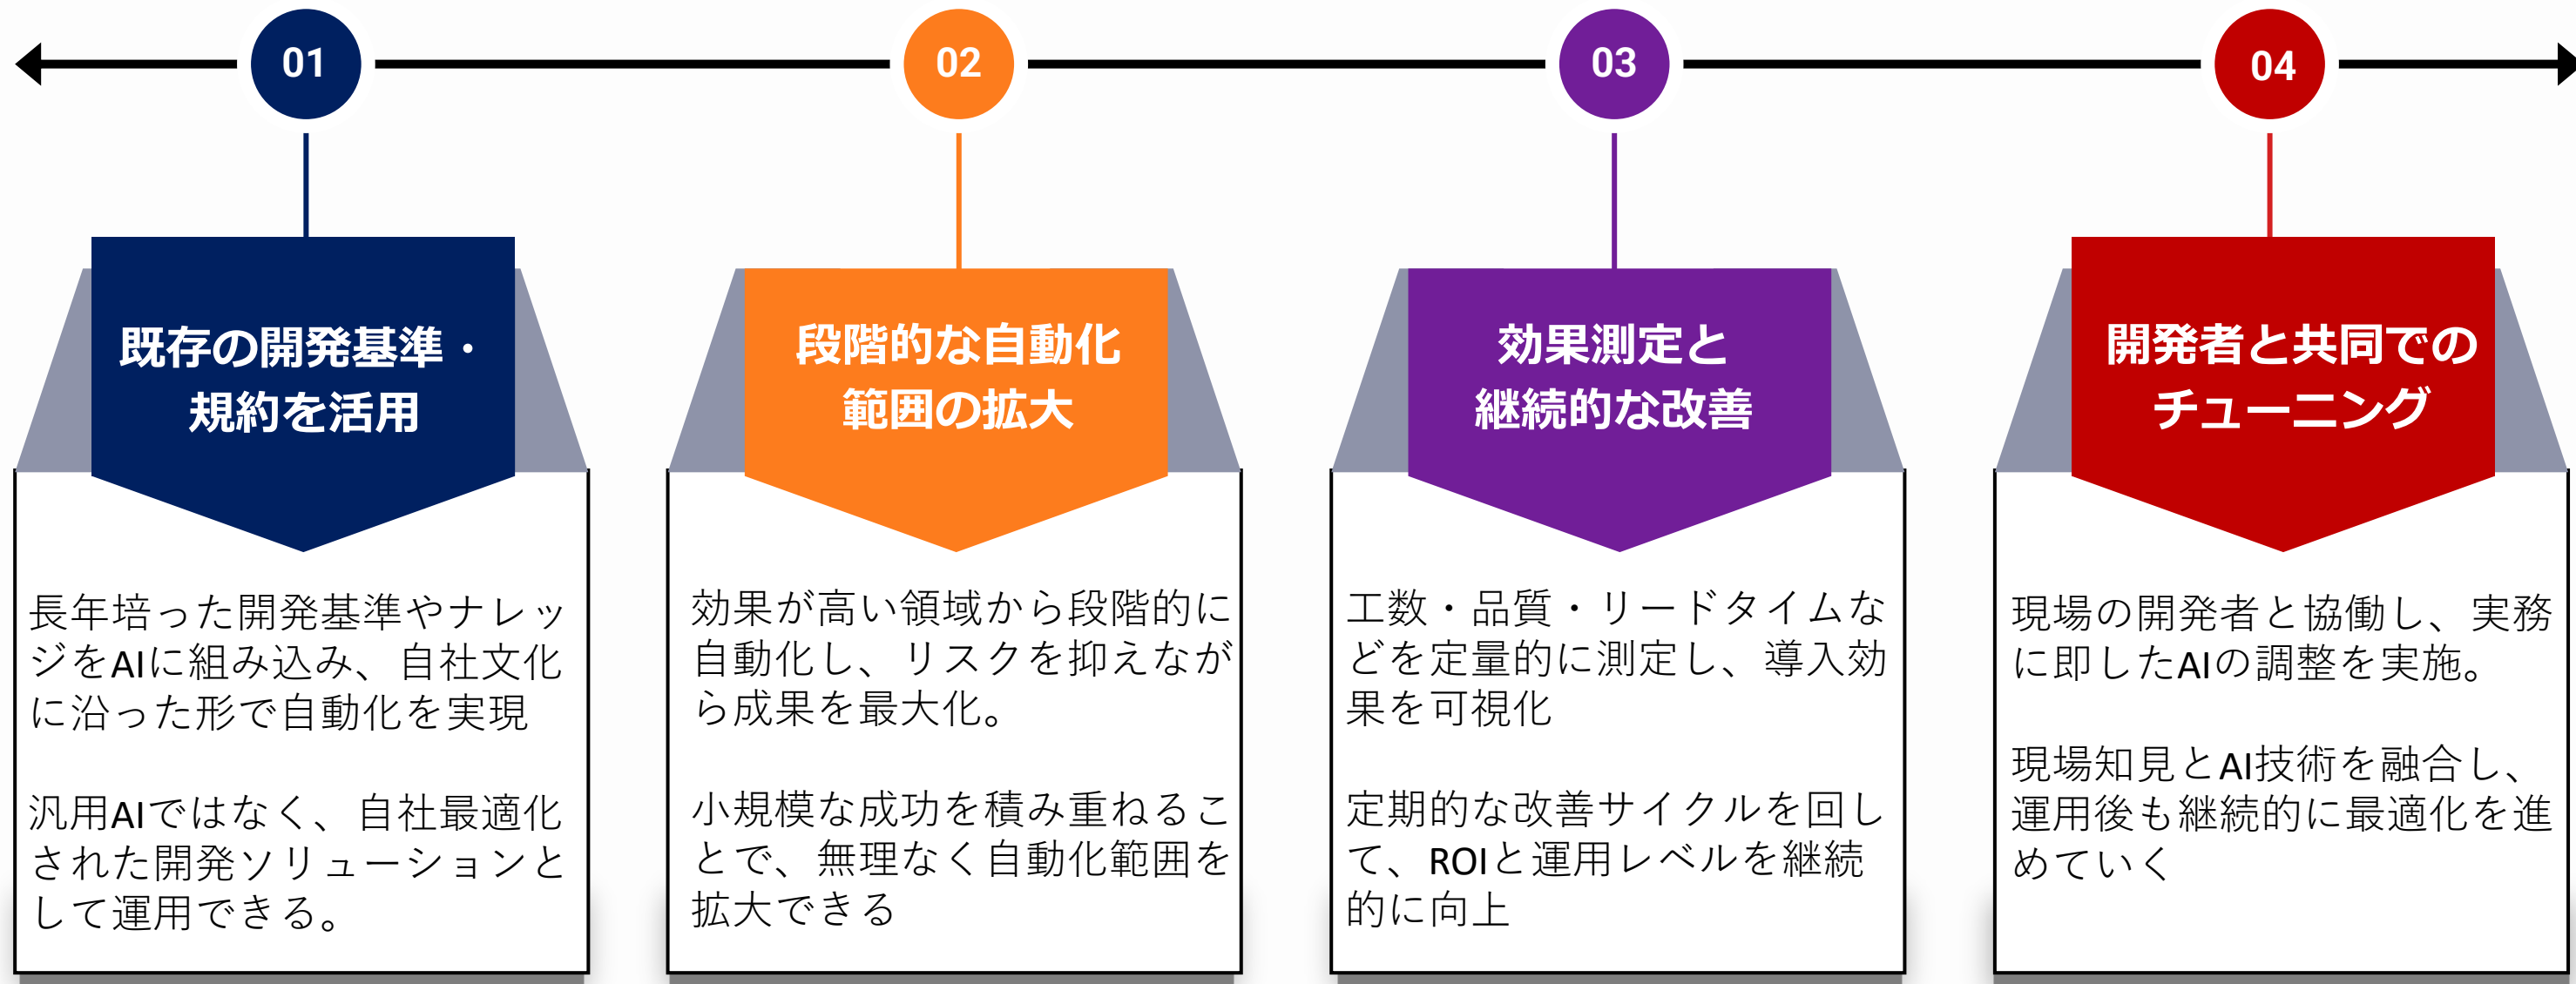 01
既存の開発基準・
規約を活用
長年培った開発基準やナレッ
ジをAIに組み込み、自社文化
に沿った形で自動化を実現
汎用AIではなく、自社最適化
された開発ソリューションと
して運用できる。
02
段階的な自動化
範囲の拡大
効果が高い領域から段階的に
自動化し、リスクを抑えなが
ら成果を最大化。
小規模な成功を積み重ねるこ
とで、無理なく自動化範囲を
拡大できる
03
効果測定と
継続的な改善
工数・品質・リードタイムな
どを定量的に測定し、導入効
果を可視化
定期的な改善サイクルを回し
て、ROIと運用レベルを継続
的に向上
04
開発者と共同での
チューニング
現場の開発者と協働し、実務
に即したAIの調整を実施。
現場知見とAI技術を融合し、
運用後も継続的に最適化を進
めていく